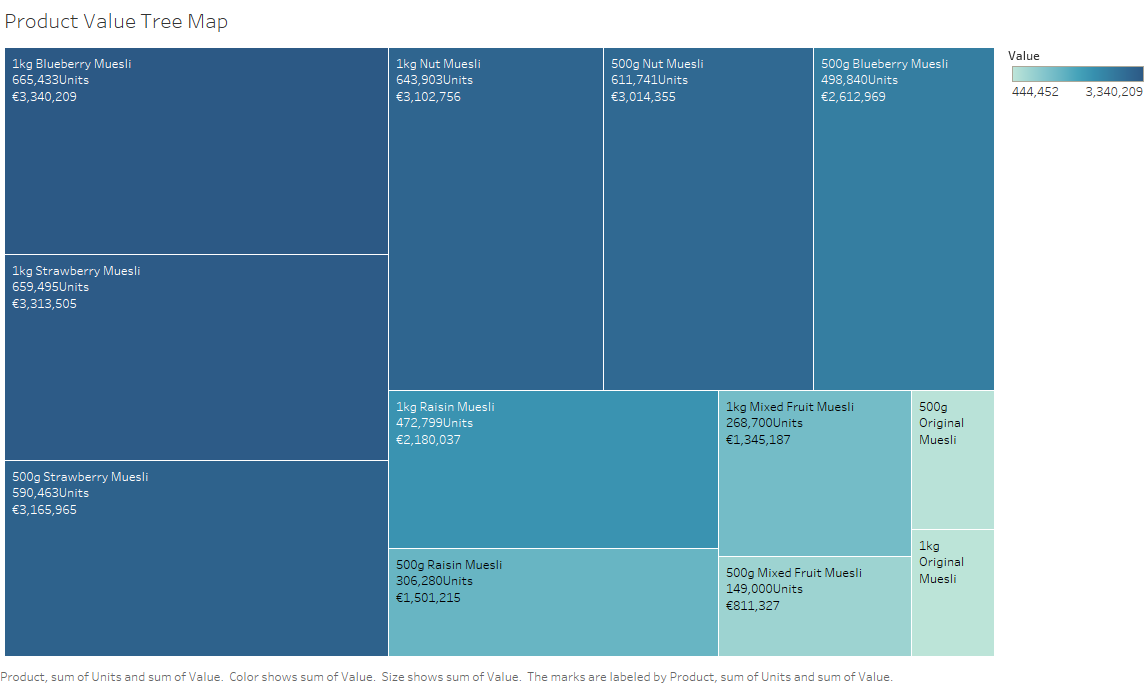 Product Value Tree Map
1kg Blueberry Muesli
665,433Units
€3,340,209
1kg Strawberry Muesli
659,495Units
€3,313,505
500g Strawberry Muesli
590,463Units
€3,165,965
1kg Nut Muesli
643,903Units
€3,102,756
500g Nut Muesli
611,741Units
€3,014,355
500g Blueberry Muesli
498,840Units
€2,612,969
1kg Raisin Muesli
472,799Units
€2,180,037
500g Raisin Muesli
306,280Units
€1,501,215
1kg Mixed Fruit Muesli
268,700Units
€1,345,187
500g Mixed Fruit Muesli
149,000Units
€811,327
500g
Original
Muesli
1kg
Original
Muesli
Value
444,452 3,340,209
Product, sum of Units and sum of Value. Color shows sum of Value. Size shows sum of Value. The marks are labeled by Product, sum of Units and sum of Value.